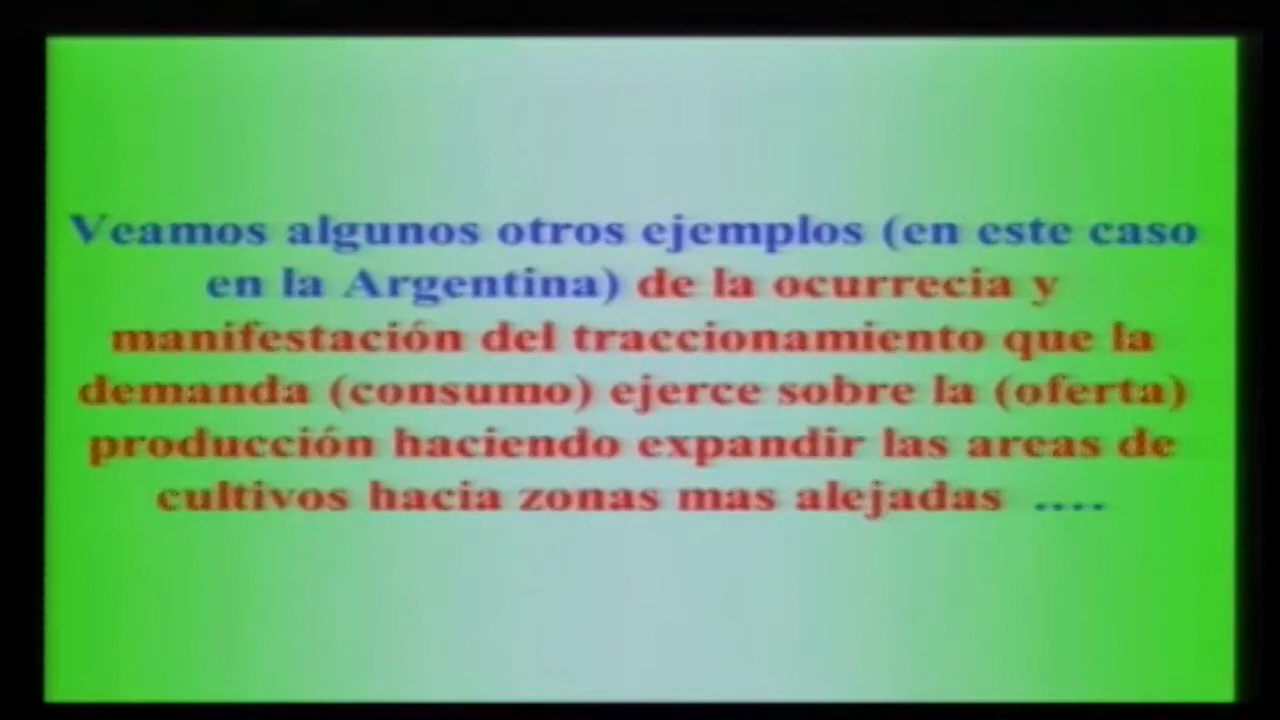 Veamos algunos otros ejemplos (en este caso
en la Argentina) de la ocurrecia y
manifestación del traccionamiento que la
demanda (consumo) ejerce sobre la (oferta)
producción haciendo expandir las areas de
cultivos hacia zonas mas alejadas ....